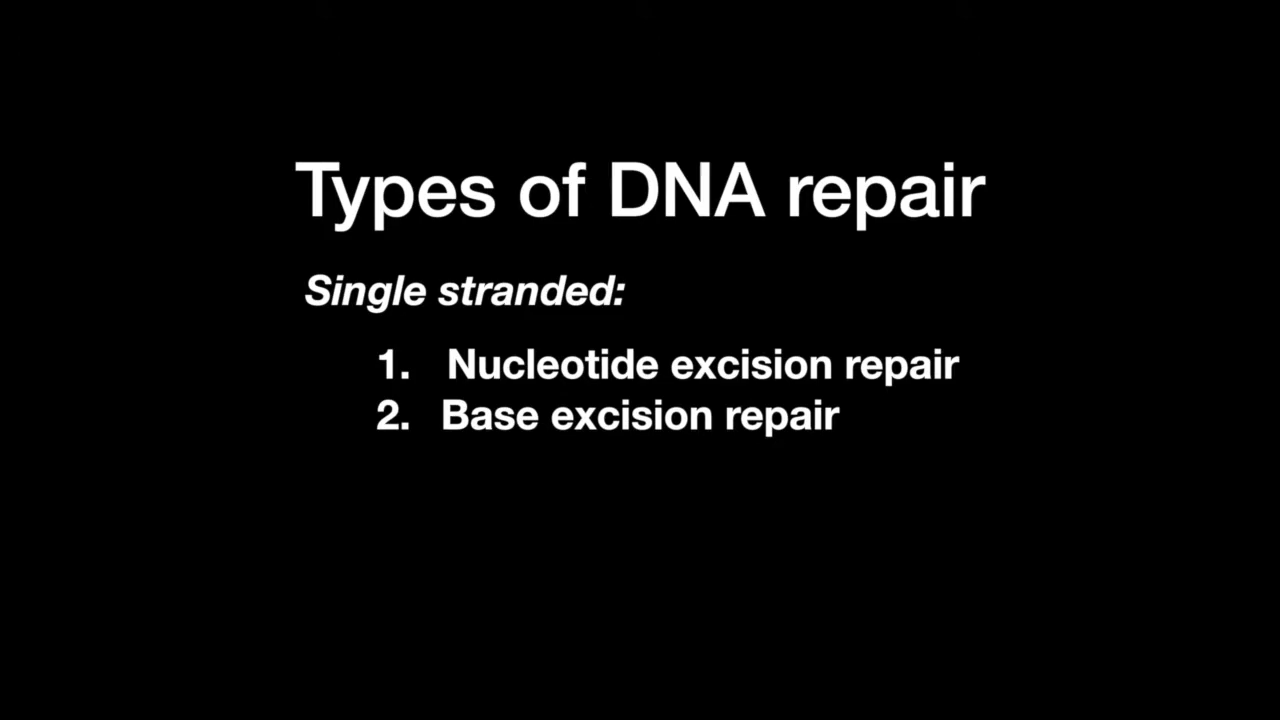 Types of DNA repair
Single stranded:
1. Nucleotide excision repair
2. Base excision repair